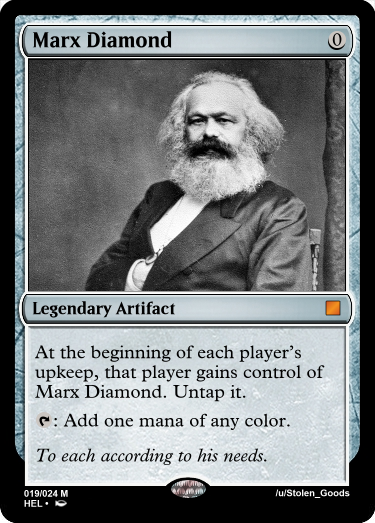 Marx Diamond 0
Legendary Artifact
At the beginning of each player's
upkeep, that player gains control of
Marx Diamond. Untap it.
: Add one mana of any color.
To each according to his needs.
019/024 M
HEL •
/u/Stolen_Goods